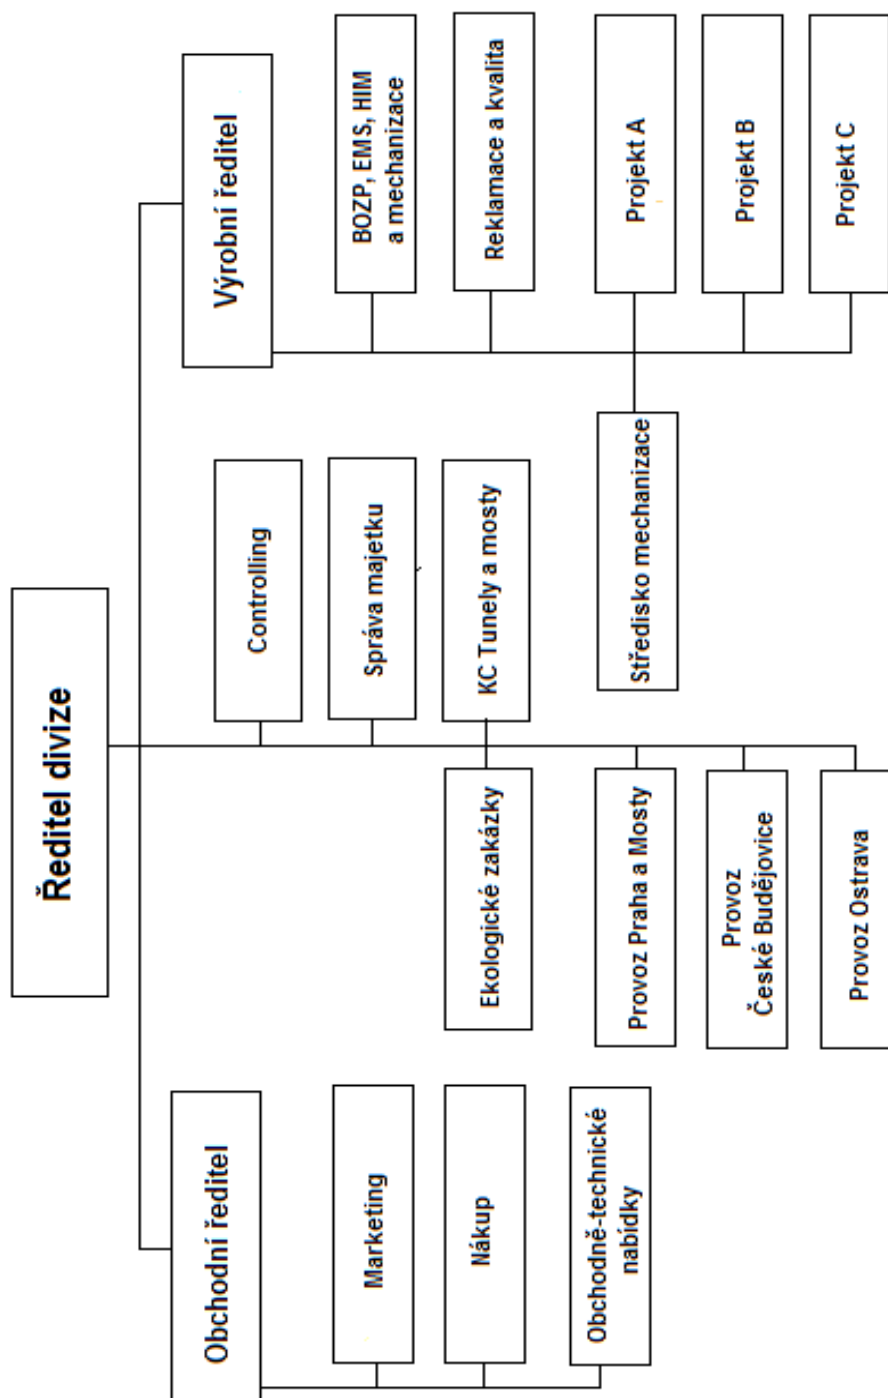 Ředitel divize
Obchodní ředitel
Marketing
Nákup
Obchodně-technické
nabídky
Controlling
Správa majetku
KC Tunely a mosty
Ekologické zakázky
Provoz Praha a Mosty
Provoz
České Budějovice
Provoz Ostrava
Výrobní ředitel
BOZP, EMS, HIM
a mechanizace
Reklamace a kvalita
Středisko mechanizace
Projekt A
Projekt B
Projekt C